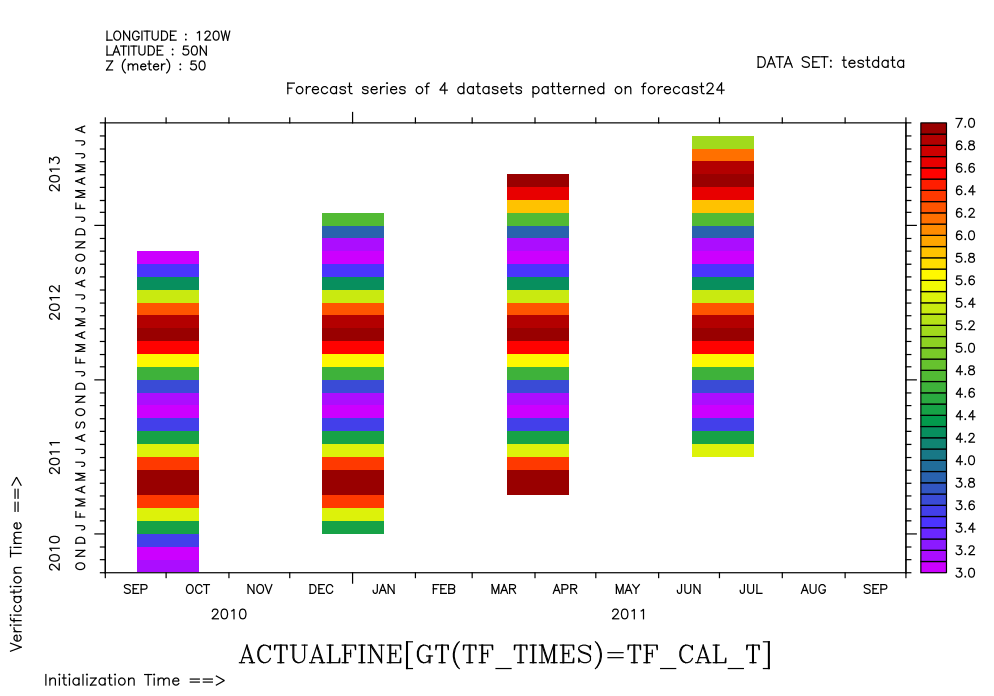 LONGITUDE : 120W
LATITUDE : 50N
Z (meter) : 50
DATA SET: testdata
Forecast series of 4 datasets patterned on forecast24
Verification Time ==>
2010 2011 2012 2013
O N D J F M A M J J A S O N D J F M A M J J A S O N D J F M A M J J A
7.0
6.8
6.6
6.4
6.2
6.0
5.8
5.6
5.4
5.2
5.0
4.8
4.6
4.4
4.2
4.0
3.8
3.6
3.4
3.2
3.0
SEP OCT NOV DEC JAN FEB MAR APR MAY JUN JUL AUG SEP
2010 2011
ACTUALFINE[GT(TF_TIMES)=TF_CAL_T]
Initialization Time ==>